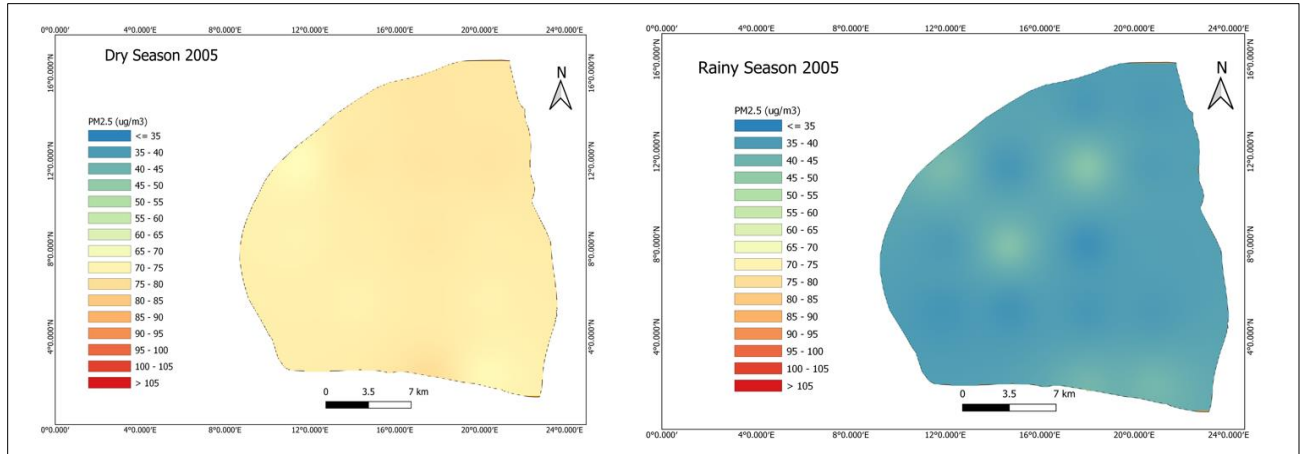 0°0.000' 4°0.000'E 8°0.000'E 12°0.000'E 16°0.000'E 20°0.000'E 24°0.000'E
Dry Season 2005
N
16°0.000'N
12°0.000'N
8°0.000'N
4°0.000'N
16°0.000'N
12°0.000'N
8°0.000'N
4°0.000'N
PM2.5 (ug/m3)
<= 35
35 - 40
40 - 45
45 - 50
50 - 55
55 - 60
60 - 65
65 - 70
70 - 75
75 - 80
80 - 85
85 - 90
90 - 95
95 - 100
100 - 105
> 105
0 3.5 7 km
0°0.000' 4°0.000'E 8°0.000'E 12°0.000'E 16°0.000'E 20°0.000'E 24°0.000'E
0°0.000' 4°0.000'E 8°0.000'E 12°0.000'E 16°0.000'E 20°0.000'E 24°0.000'E
Rainy Season 2005
N
16°0.000'N
12°0.000'N
8°0.000'N
4°0.000'N
16°0.000'N
12°0.000'N
8°0.000'N
4°0.000'N
PM2.5 (ug/m3)
<= 35
35 - 40
40 - 45
45 - 50
50 - 55
55 - 60
60 - 65
65 - 70
70 - 75
75 - 80
80 - 85
85 - 90
90 - 95
95 - 100
100 - 105
> 105
0 3.5 7 km
0°0.000' 4°0.000'E 8°0.000'E 12°0.000'E 16°0.000'E 20°0.000'E 24°0.000'E